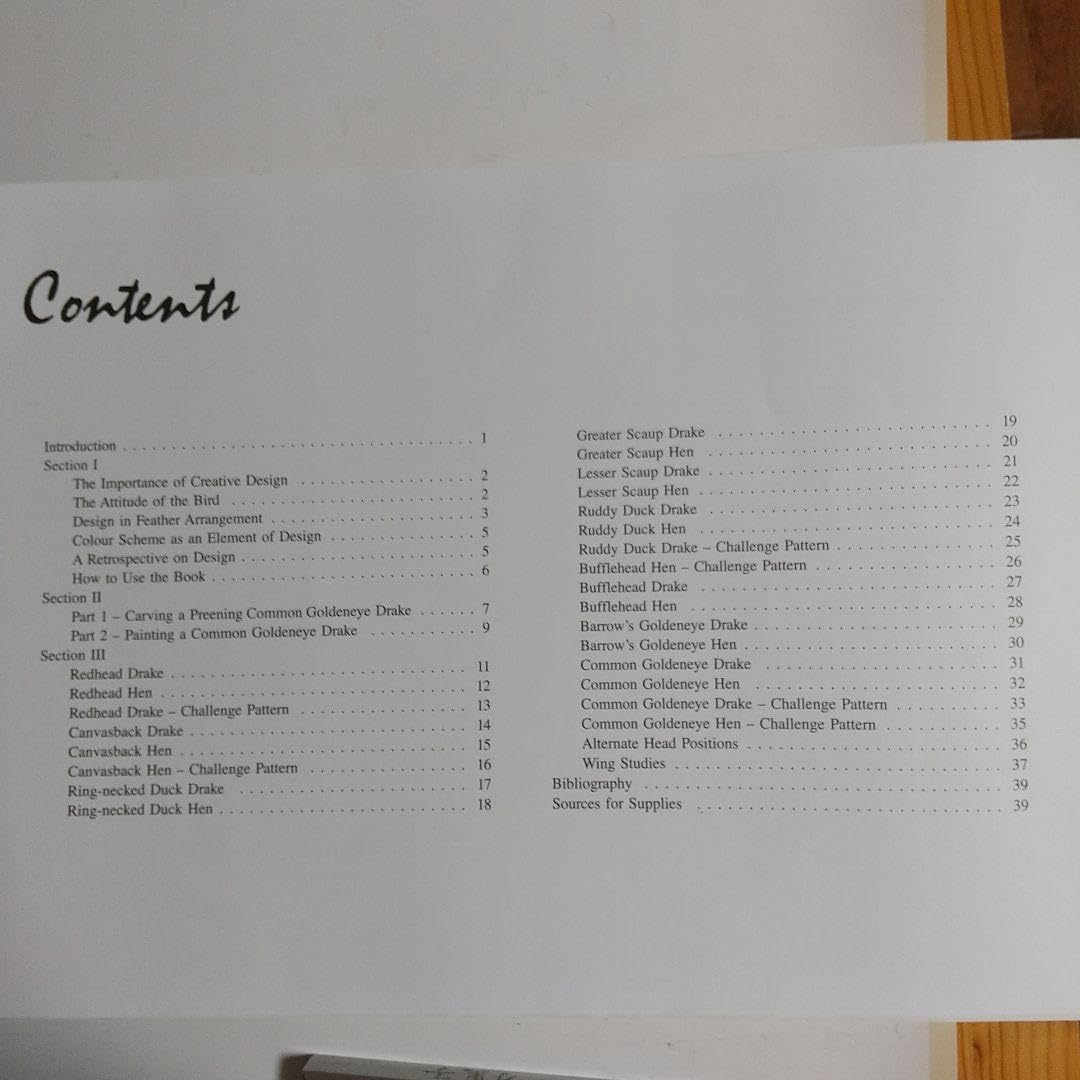 Contents
Introduction . . . . . . . . . . . . . . . . . . . . . . . . . . . . . . . . . . . 1
Section I
The Importance of Creative Design . . . . . . . . . . . . . . . . . . 2
The Attitude of the Bird . . . . . . . . . . . . . . . . . . . . . . . . . 2
Design in Feather Arrangement . . . . . . . . . . . . . . . . . . . . . 3
Colour Scheme as an Element of Design . . . . . . . . . . . . . . . 5
A Retrospective on Design . . . . . . . . . . . . . . . . . . . . . . . . 5
How to Use the Book . . . . . . . . . . . . . . . . . . . . . . . . . . . 6
Section II
Part 1 – Carving a Preening Common Goldeneye Drake . . . . . . 7
Part 2 – Painting a Common Goldeneye Drake . . . . . . . . . . . 9
Section III
Redhead Drake . . . . . . . . . . . . . . . . . . . . . . . . . . . . . . . 11
Redhead Hen . . . . . . . . . . . . . . . . . . . . . . . . . . . . . . . . 12
Redhead Drake – Challenge Pattern . . . . . . . . . . . . . . . . . . 13
Canvasback Drake . . . . . . . . . . . . . . . . . . . . . . . . . . . . . 14
Canvasback Hen . . . . . . . . . . . . . . . . . . . . . . . . . . . . . . 15
Canvasback Hen – Challenge Pattern . . . . . . . . . . . . . . . . . 16
Ring-necked Duck Drake . . . . . . . . . . . . . . . . . . . . . . . . 17
Ring-necked Duck Hen . . . . . . . . . . . . . . . . . . . . . . . . . . 18
Greater Scaup Drake . . . . . . . . . . . . . . . . . . . . . . . . . . . . 19
Greater Scaup Hen . . . . . . . . . . . . . . . . . . . . . . . . . . . . . 20
Lesser Scaup Drake . . . . . . . . . . . . . . . . . . . . . . . . . . . . . 21
Lesser Scaup Hen . . . . . . . . . . . . . . . . . . . . . . . . . . . . . . 22
Ruddy Duck Drake . . . . . . . . . . . . . . . . . . . . . . . . . . . . . 23
Ruddy Duck Hen . . . . . . . . . . . . . . . . . . . . . . . . . . . . . . 24
Ruddy Duck Drake – Challenge Pattern . . . . . . . . . . . . . . . . 25
Bufflehead Hen – Challenge Pattern . . . . . . . . . . . . . . . . . . 26
Bufflehead Drake . . . . . . . . . . . . . . . . . . . . . . . . . . . . . . 27
Bufflehead Hen . . . . . . . . . . . . . . . . . . . . . . . . . . . . . . . 28
Barrow's Goldeneye Drake . . . . . . . . . . . . . . . . . . . . . . . . 29
Barrow's Goldeneye Hen . . . . . . . . . . . . . . . . . . . . . . . . . 30
Common Goldeneye Drake . . . . . . . . . . . . . . . . . . . . . . . 31
Common Goldeneye Hen . . . . . . . . . . . . . . . . . . . . . . . . 32
Common Goldeneye Drake – Challenge Pattern . . . . . . . . . . . 33
Common Goldeneye Hen – Challenge Pattern . . . . . . . . . . . . 35
Alternate Head Positions . . . . . . . . . . . . . . . . . . . . . . . . . 36
Wing Studies . . . . . . . . . . . . . . . . . . . . . . . . . . . . . . . . . 37
Bibliography . . . . . . . . . . . . . . . . . . . . . . . . . . . . . . . . . . 39
Sources for Supplies . . . . . . . . . . . . . . . . . . . . . . . . . . . . . 39